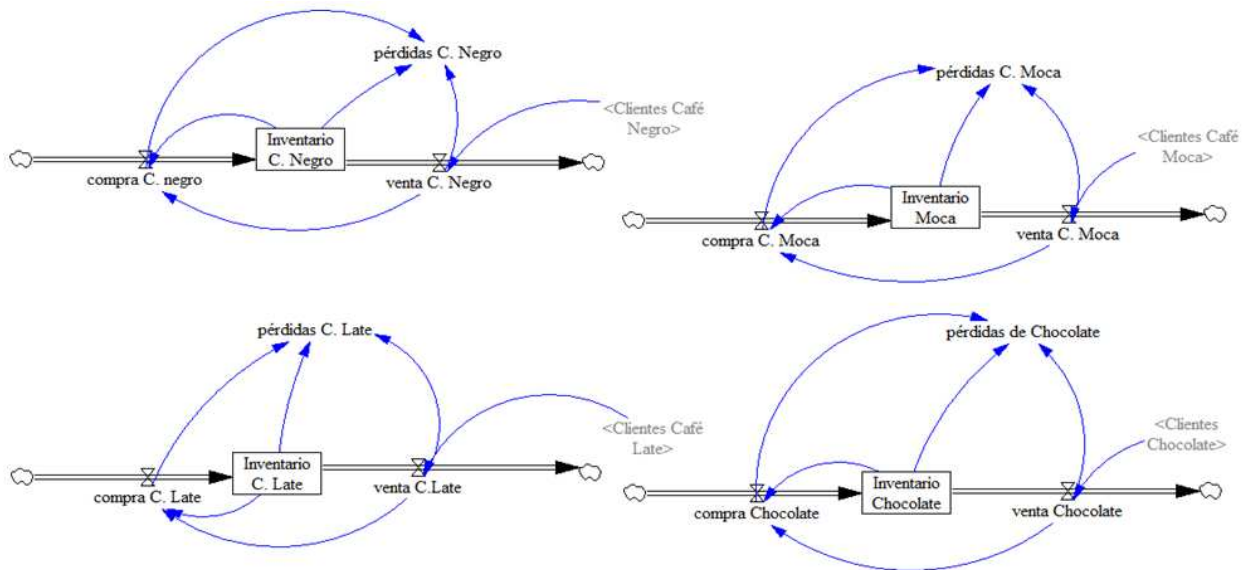 pérdidas C. Negro
<Clientes Café
Negro>
Inventario
C. Negro
compra C. negro
venta C. Negro
pérdidas C. Moca
<Clientes Café
Moca>
Inventario
Moca
compra C. Moca
venta C. Moca
pérdidas C. Late
<Clientes Café
Late>
Inventario
C. Late
compra C. Late
venta C.Late
pérdidas de Chocolate
<Clientes
Chocolate>
Inventario
Chocolate
compra Chocolate
venta Chocolate